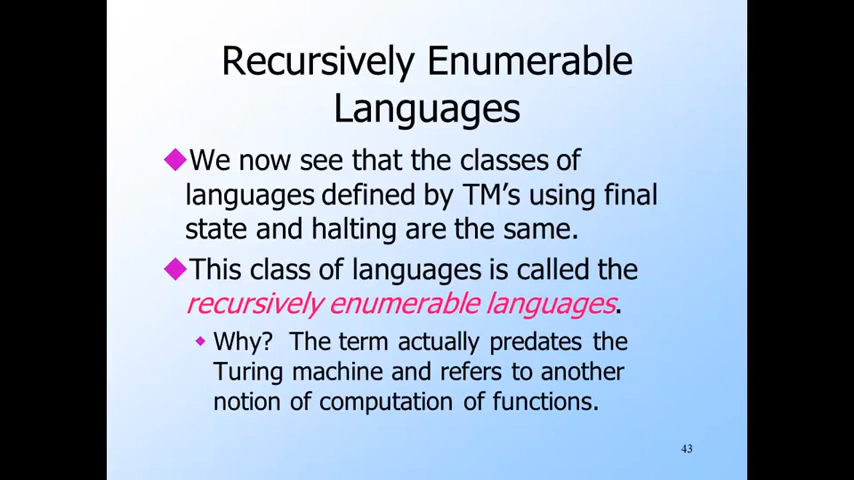 Recursively Enumerable
Languages
We now see that the classes of
languages defined by TM's using final
state and halting are the same.
This class of languages is called the
recursively enumerable languages.
Why? The term actually predates the
Turing machine and refers to another
notion of computation of functions.
43